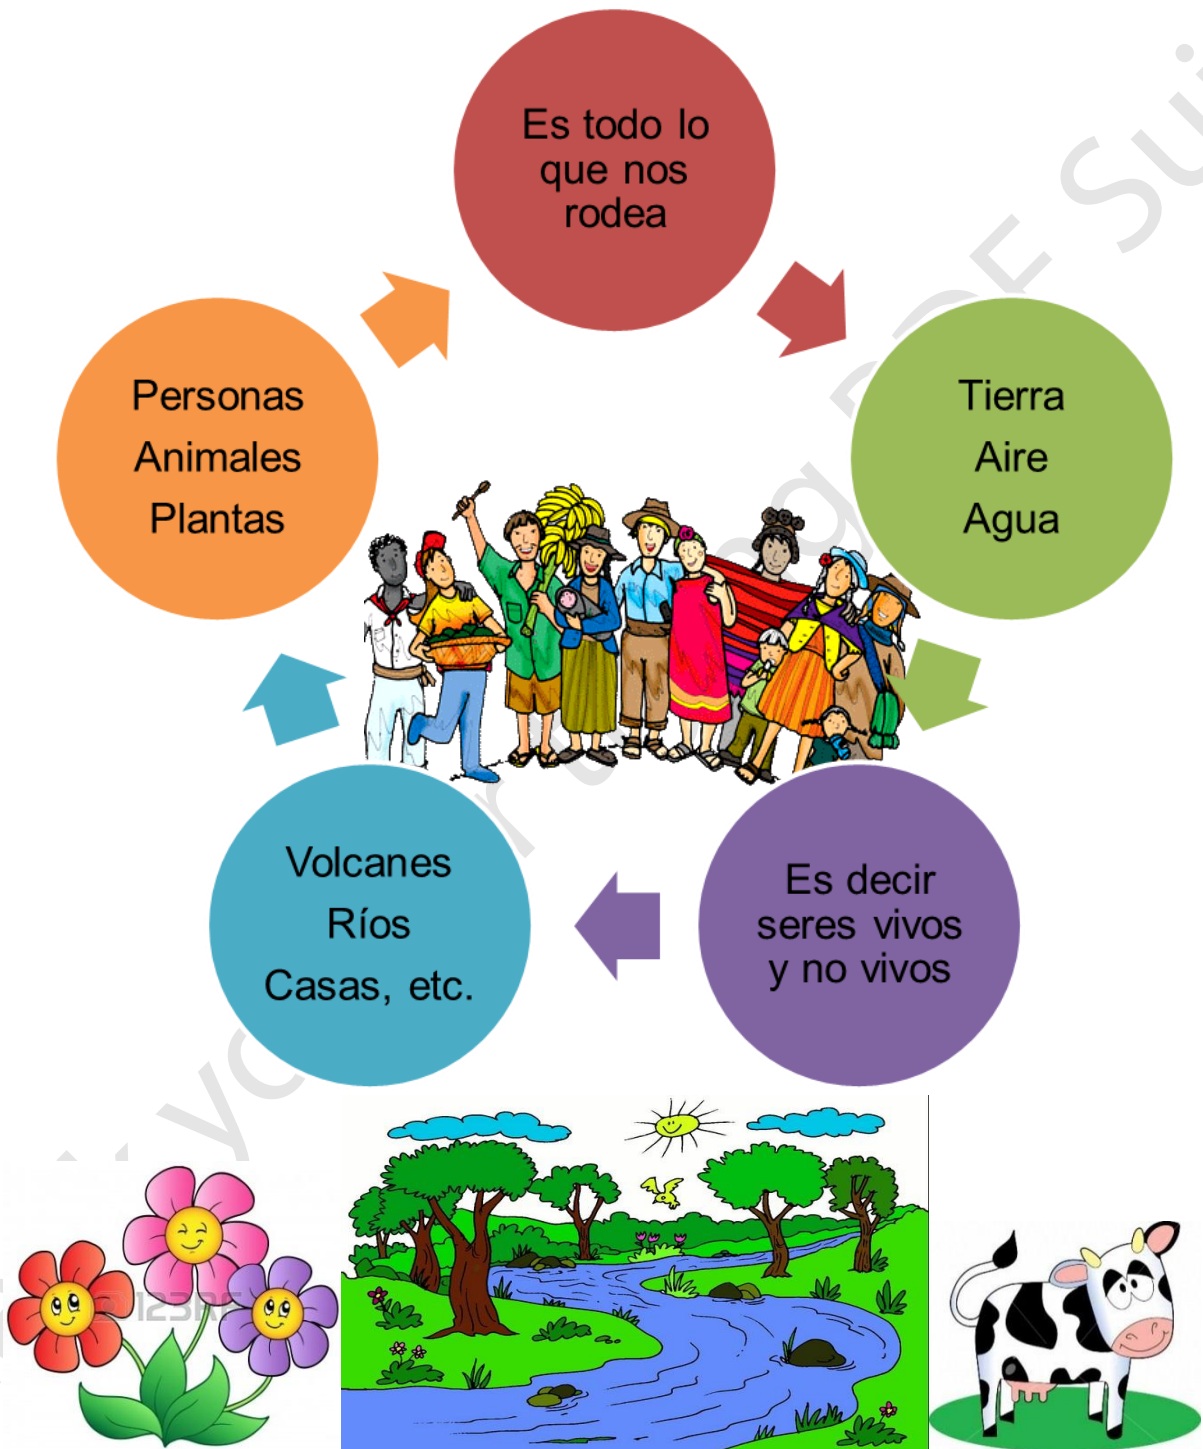 Es todo lo
que nos
rodea
Tierra
Aire
Agua
Es decir
seres vivos
y no vivos
Volcanes
Ríos
Casas, etc.
Personas
Animales
Plantas
123RF